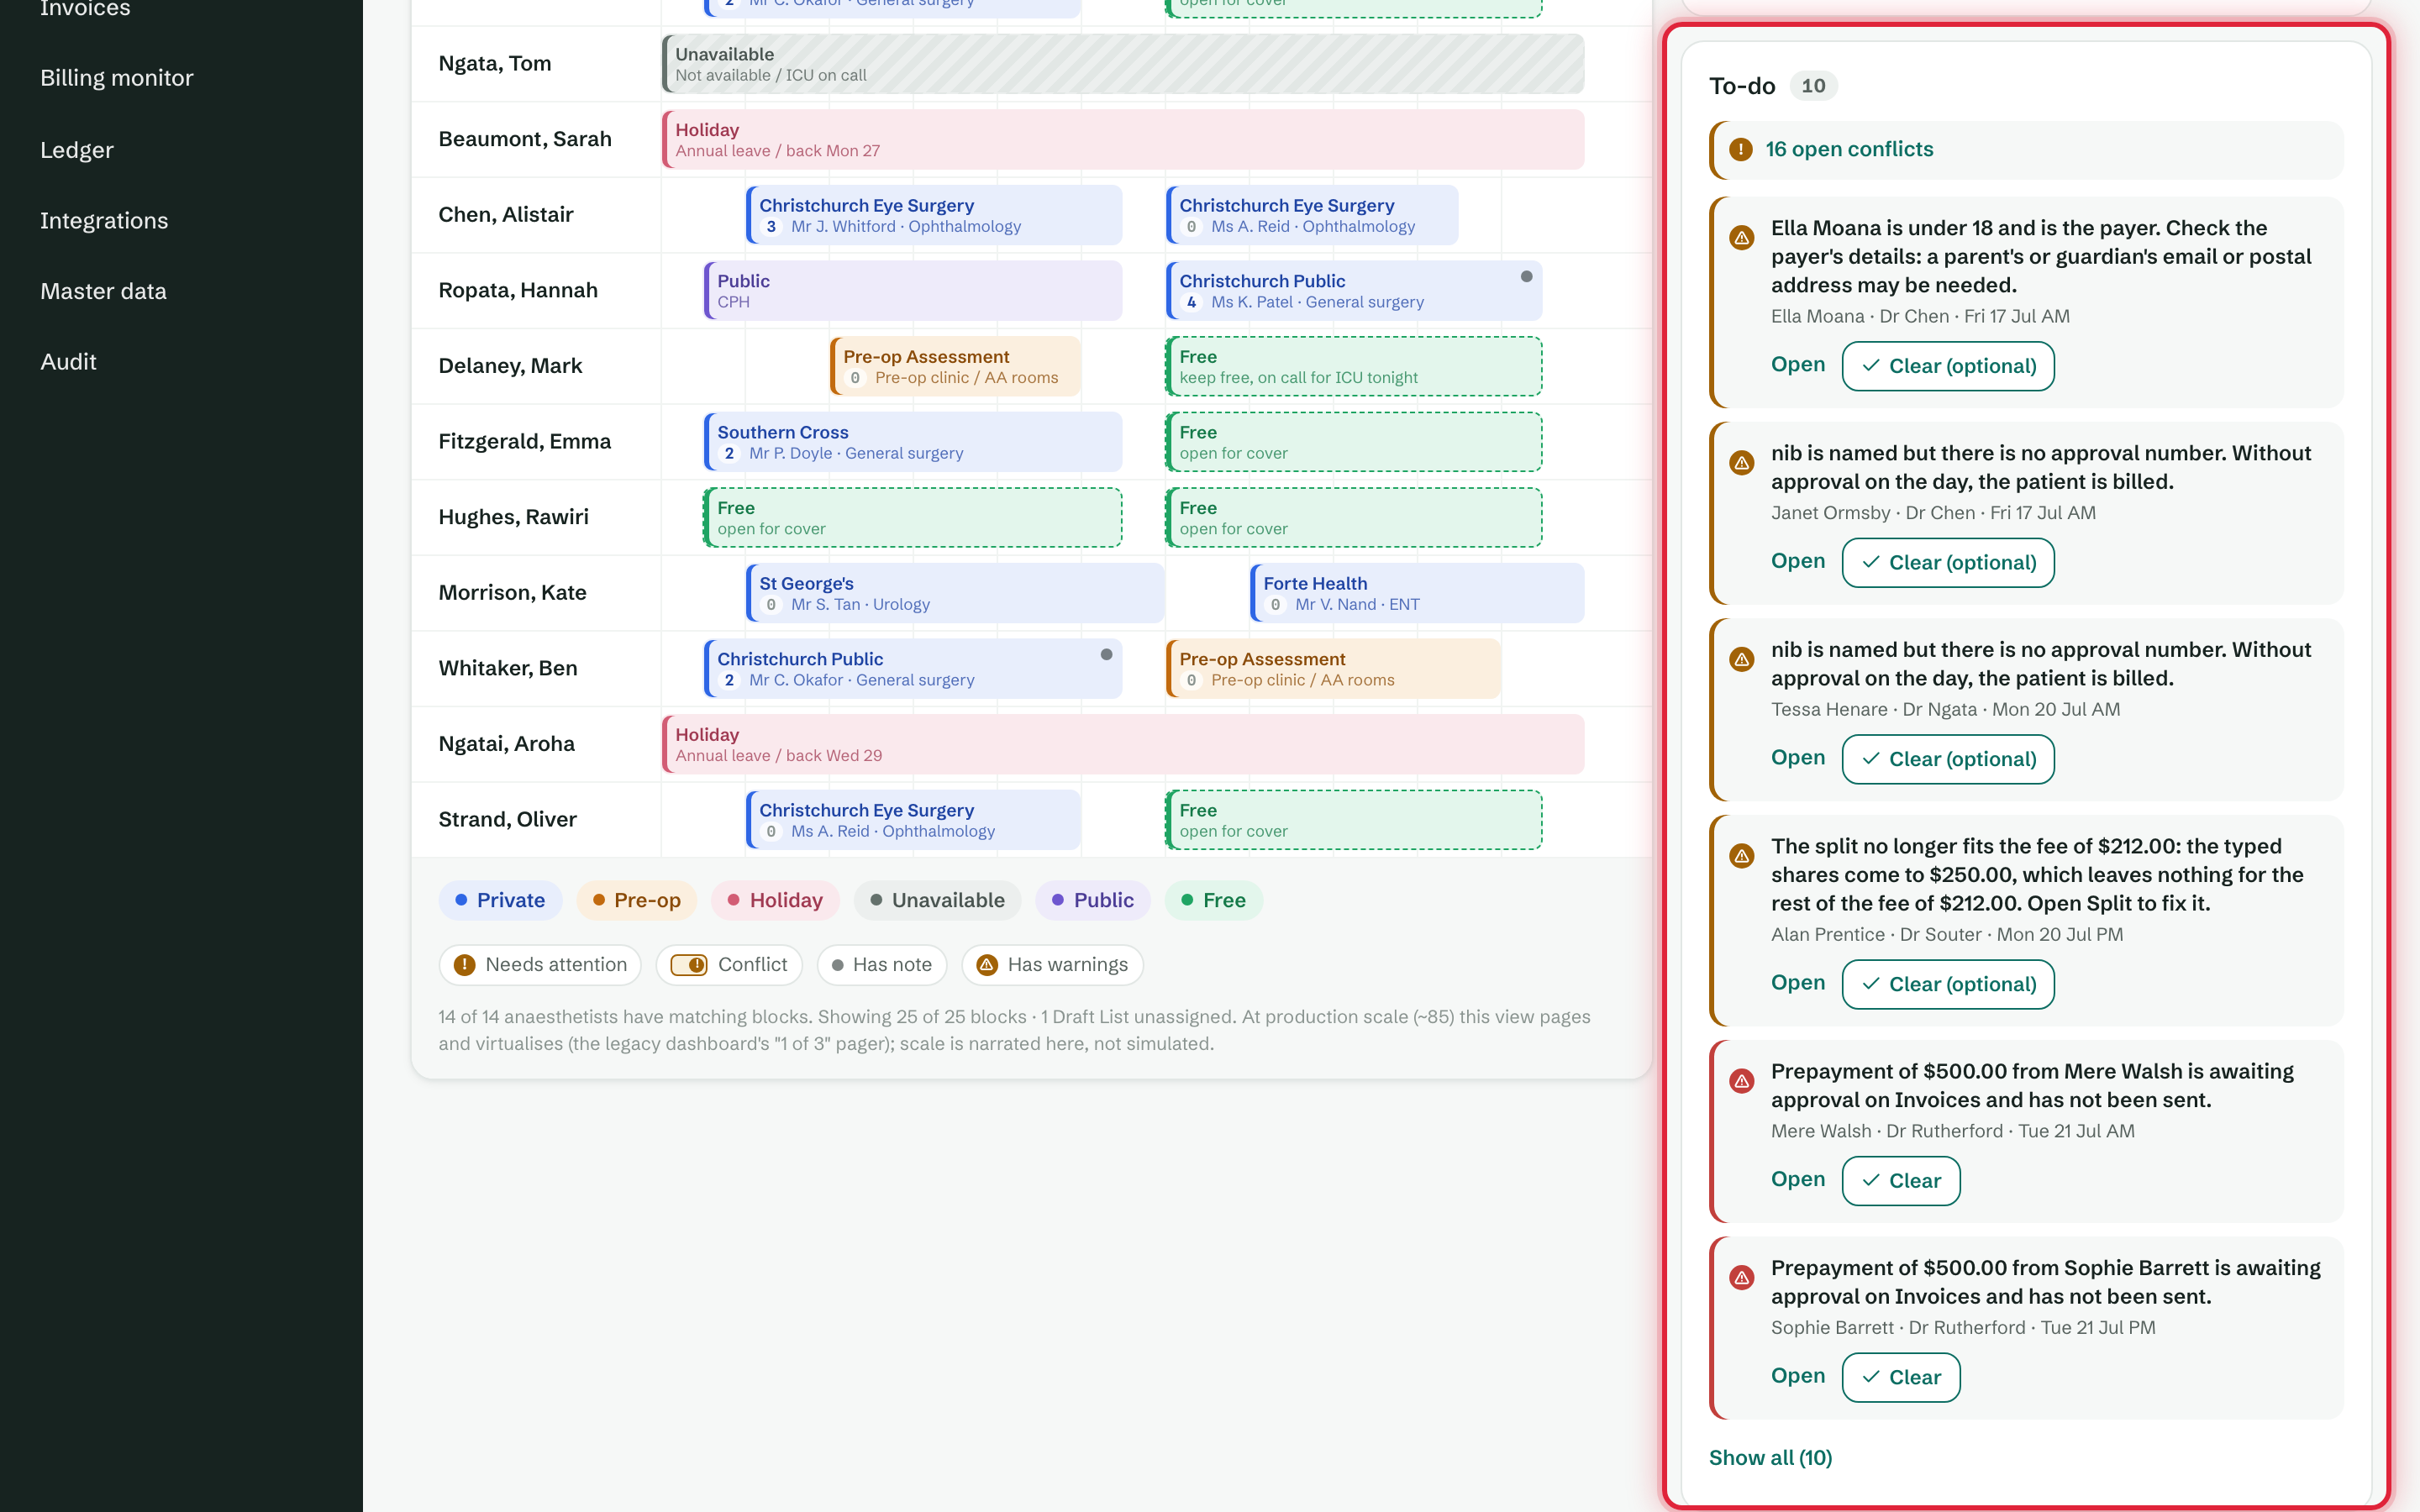 Invoices
Billing monitor
Ledger
Integrations
Master data
Audit
2 Mr C. Okafor · General surgery
open for cover
Ngata, Tom
Unavailable
Not available / ICU on call
Beaumont, Sarah
Holiday
Annual leave / back Mon 27
Chen, Alistair
Christchurch Eye Surgery
3 Mr J. Whitford · Ophthalmology
Christchurch Eye Surgery
0 Ms A. Reid · Ophthalmology
Ropata, Hannah
Public
CPH
Christchurch Public
4 Ms K. Patel · General surgery
Delaney, Mark
Pre-op Assessment
0 Pre-op clinic / AA rooms
Free
keep free, on call for ICU tonight
Fitzgerald, Emma
Southern Cross
2 Mr P. Doyle · General surgery
Free
open for cover
Hughes, Rawiri
Free
open for cover
Free
open for cover
Morrison, Kate
St George's
0 Mr S. Tan · Urology
Forte Health
0 Mr V. Nand · ENT
Whitaker, Ben
Christchurch Public
2 Mr C. Okafor · General surgery
Pre-op Assessment
0 Pre-op clinic / AA rooms
Ngatai, Aroha
Holiday
Annual leave / back Wed 29
Strand, Oliver
Christchurch Eye Surgery
0 Ms A. Reid · Ophthalmology
Free
open for cover
Private Pre-op Holiday Unavailable Public Free
Needs attention Conflict Has note Has warnings
14 of 14 anaesthetists have matching blocks. Showing 25 of 25 blocks · 1 Draft List unassigned. At production scale (~85) this view pages
and virtualises (the legacy dashboard's "1 of 3" pager); scale is narrated here, not simulated.
To-do 10
16 open conflicts
Ella Moana is under 18 and is the payer. Check the
payer's details: a parent's or guardian's email or postal
address may be needed.
Ella Moana · Dr Chen · Fri 17 Jul AM
Open Clear (optional)
nib is named but there is no approval number. Without
approval on the day, the patient is billed.
Janet Ormsby · Dr Chen · Fri 17 Jul AM
Open Clear (optional)
nib is named but there is no approval number. Without
approval on the day, the patient is billed.
Tessa Henare · Dr Ngata · Mon 20 Jul AM
Open Clear (optional)
The split no longer fits the fee of $212.00: the typed
shares come to $250.00, which leaves nothing for the
rest of the fee of $212.00. Open Split to fix it.
Alan Prentice · Dr Souter · Mon 20 Jul PM
Open Clear (optional)
Prepayment of $500.00 from Mere Walsh is awaiting
approval on Invoices and has not been sent.
Mere Walsh · Dr Rutherford · Tue 21 Jul AM
Open Clear
Prepayment of $500.00 from Sophie Barrett is awaiting
approval on Invoices and has not been sent.
Sophie Barrett · Dr Rutherford · Tue 21 Jul PM
Open Clear
Show all (10)